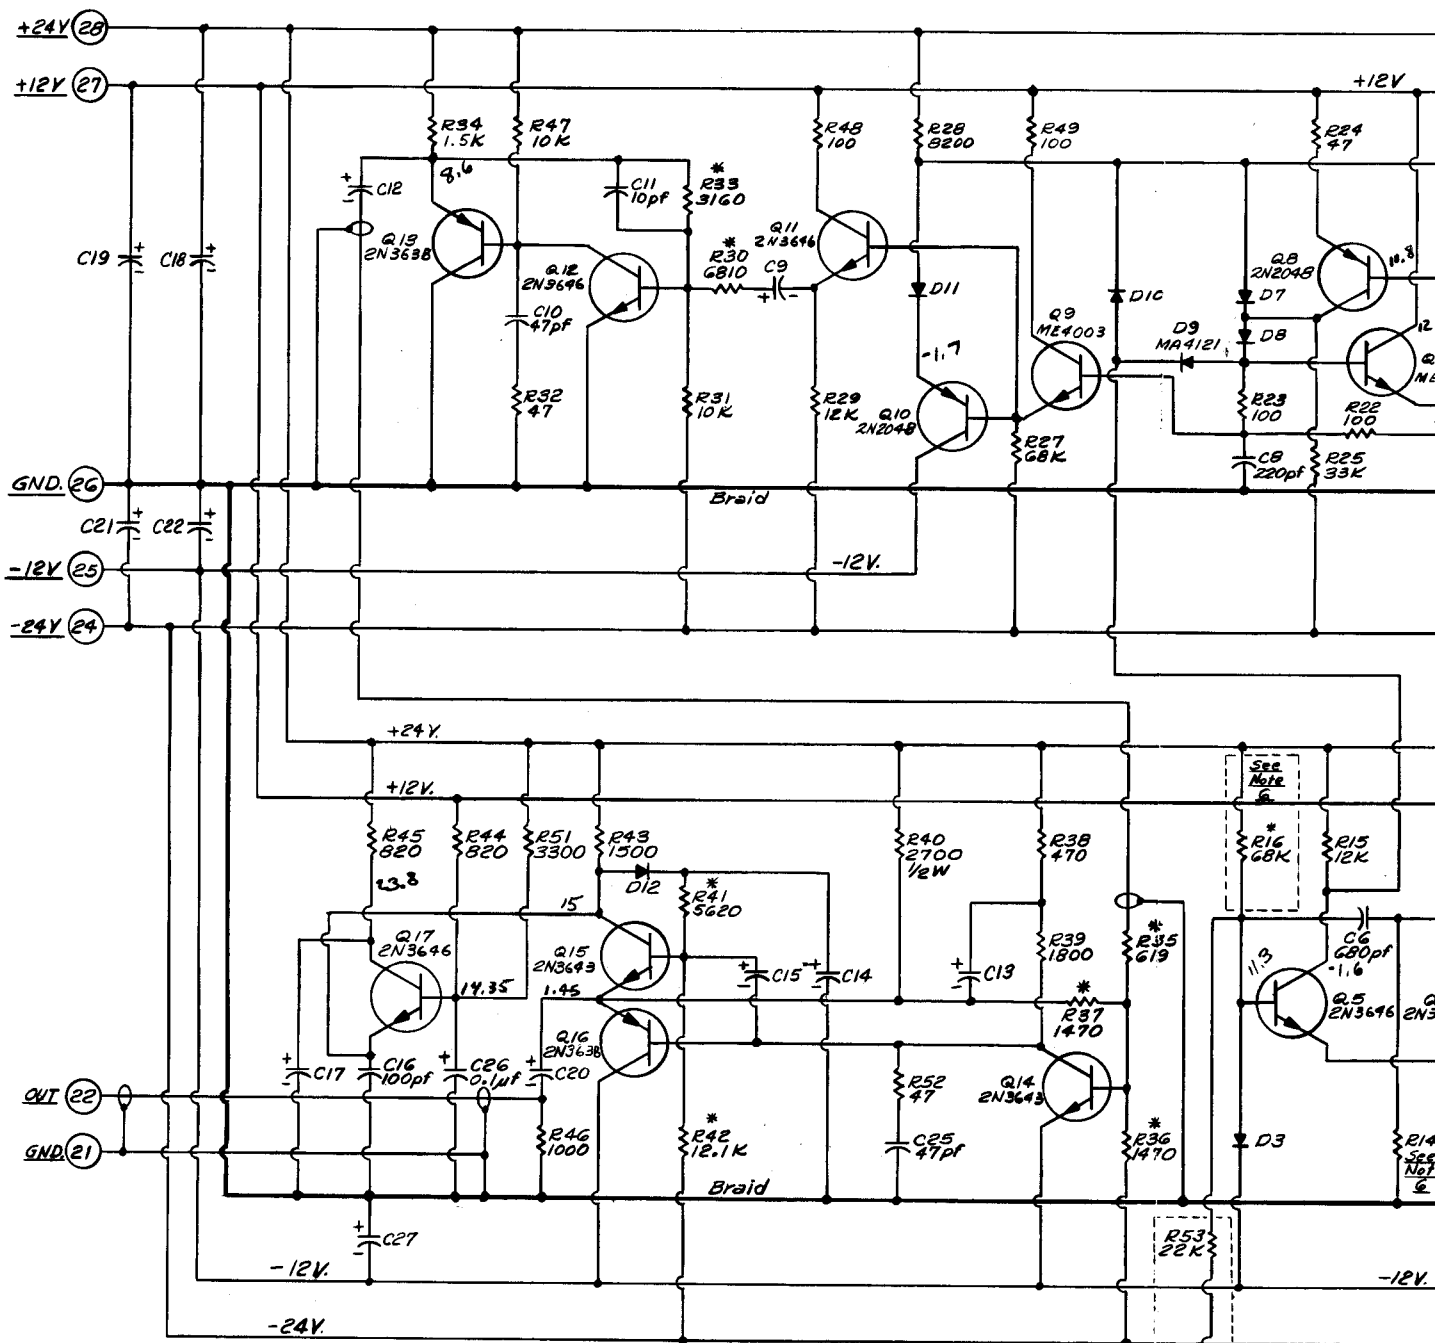 +24V 28
+12V 27
+12V
R34
1.5K
R47
10K
R48
100
R28
8200
R49
100
R24
47
8.6
+
-
C12
C11
10pf
*
R33
3160
Q13
2N3638
Q12
2N3646
*
R30
6810
C9
+ -
Q11
2N3646
D11
Q9
ME4003
D10
D9
MA4121
D7
D8
Q8
2N2048
10.8
12
C19
+
-
C18
+
-
C10
47pf
R32
47
R31
10K
R29
12K
-1.7
Q10
2N2048
R27
68K
R23
100
R22
100
C8
220pf
R25
33K
GND. 26
Braid
C21
+
-
C22
+
-
-12V 25
-12V.
-24V 24
+24V.
+12V.
See
Note
6
R45
820
R44
820
R51
3300
R43
1500
D12
*
R41
5620
R40
2700
1/2W
R38
470
*
R16
68K
R15
12K
23.8
15
Q17
2N3646
14.35
Q15
2N3643
1.45
+
-
C15
+
-
C14
+
-
C13
R39
1800
*
R35
619
*
R37
1470
C6
680pf
-1.6
11.3
Q5
2N3646
Q16
2N3638
+
-
C17
C16
100pf
+
C26
0.1µf
+
-
C20
R52
47
Q14
2N3643
OUT 22
GND. 21
R46
1000
*
R42
12.1K
C25
47pf
*
R36
1470
D3
R14
See
6
Braid
+
-
C27
R53
22K
-12V.
-12V.
-24V.